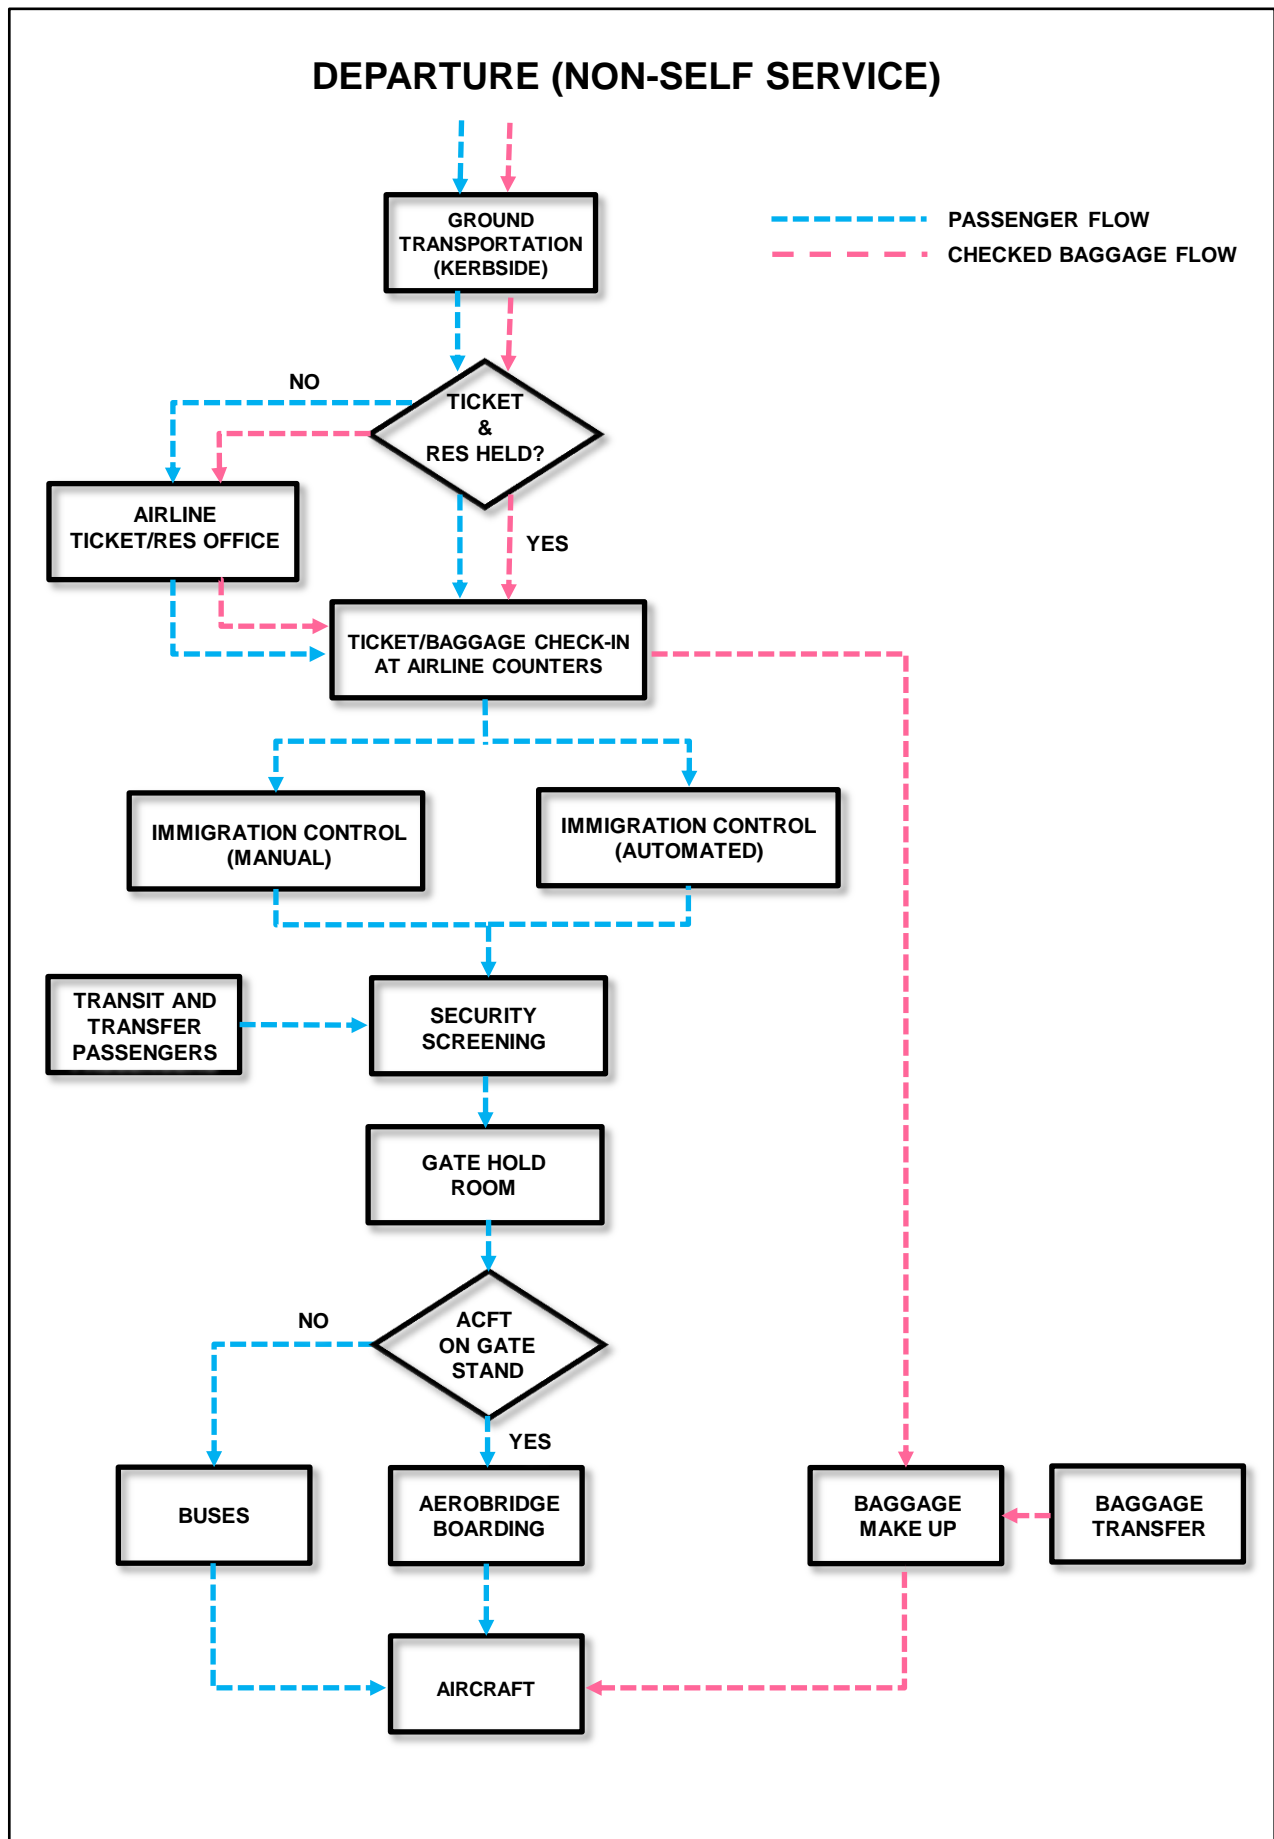 DEPARTURE (NON-SELF SERVICE)
GROUND
TRANSPORTATION
(KERBSIDE)
PASSENGER FLOW
CHECKED BAGGAGE FLOW
NO
TICKET
&
RES HELD?
AIRLINE
TICKET/RES OFFICE
YES
TICKET/BAGGAGE CHECK-IN
AT AIRLINE COUNTERS
IMMIGRATION CONTROL
(MANUAL)
IMMIGRATION CONTROL
(AUTOMATED)
TRANSIT AND
TRANSFER
PASSENGERS
SECURITY
SCREENING
GATE HOLD
ROOM
NO
ACFT
ON GATE
STAND
YES
BUSES
AEROBRIDGE
BOARDING
BAGGAGE
MAKE UP
BAGGAGE
TRANSFER
AIRCRAFT